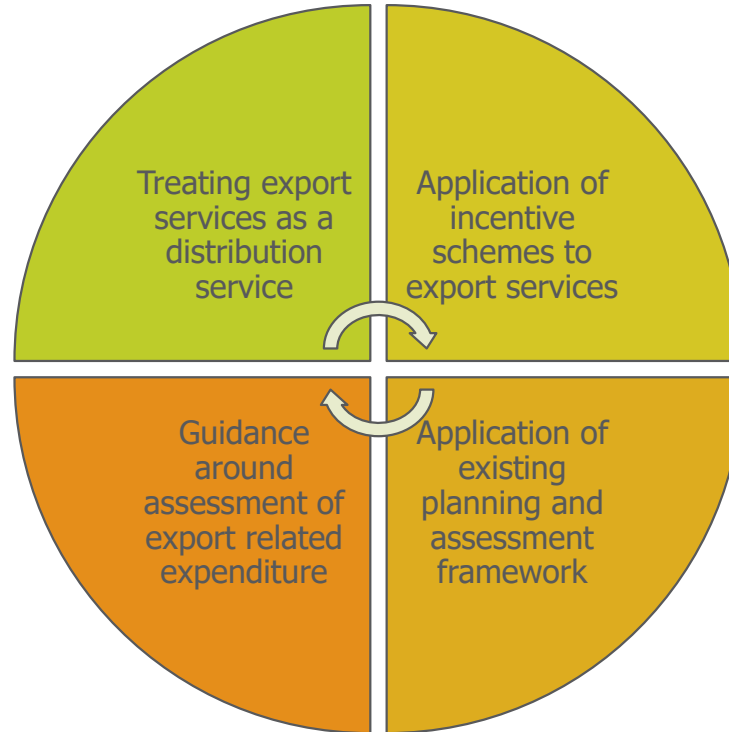 Treating export
services as a
distribution
service
Application of
incentive
schemes to
export services
Guidance
around
assessment of
export related
expenditure
Application of
existing
planning and
assessment
framework